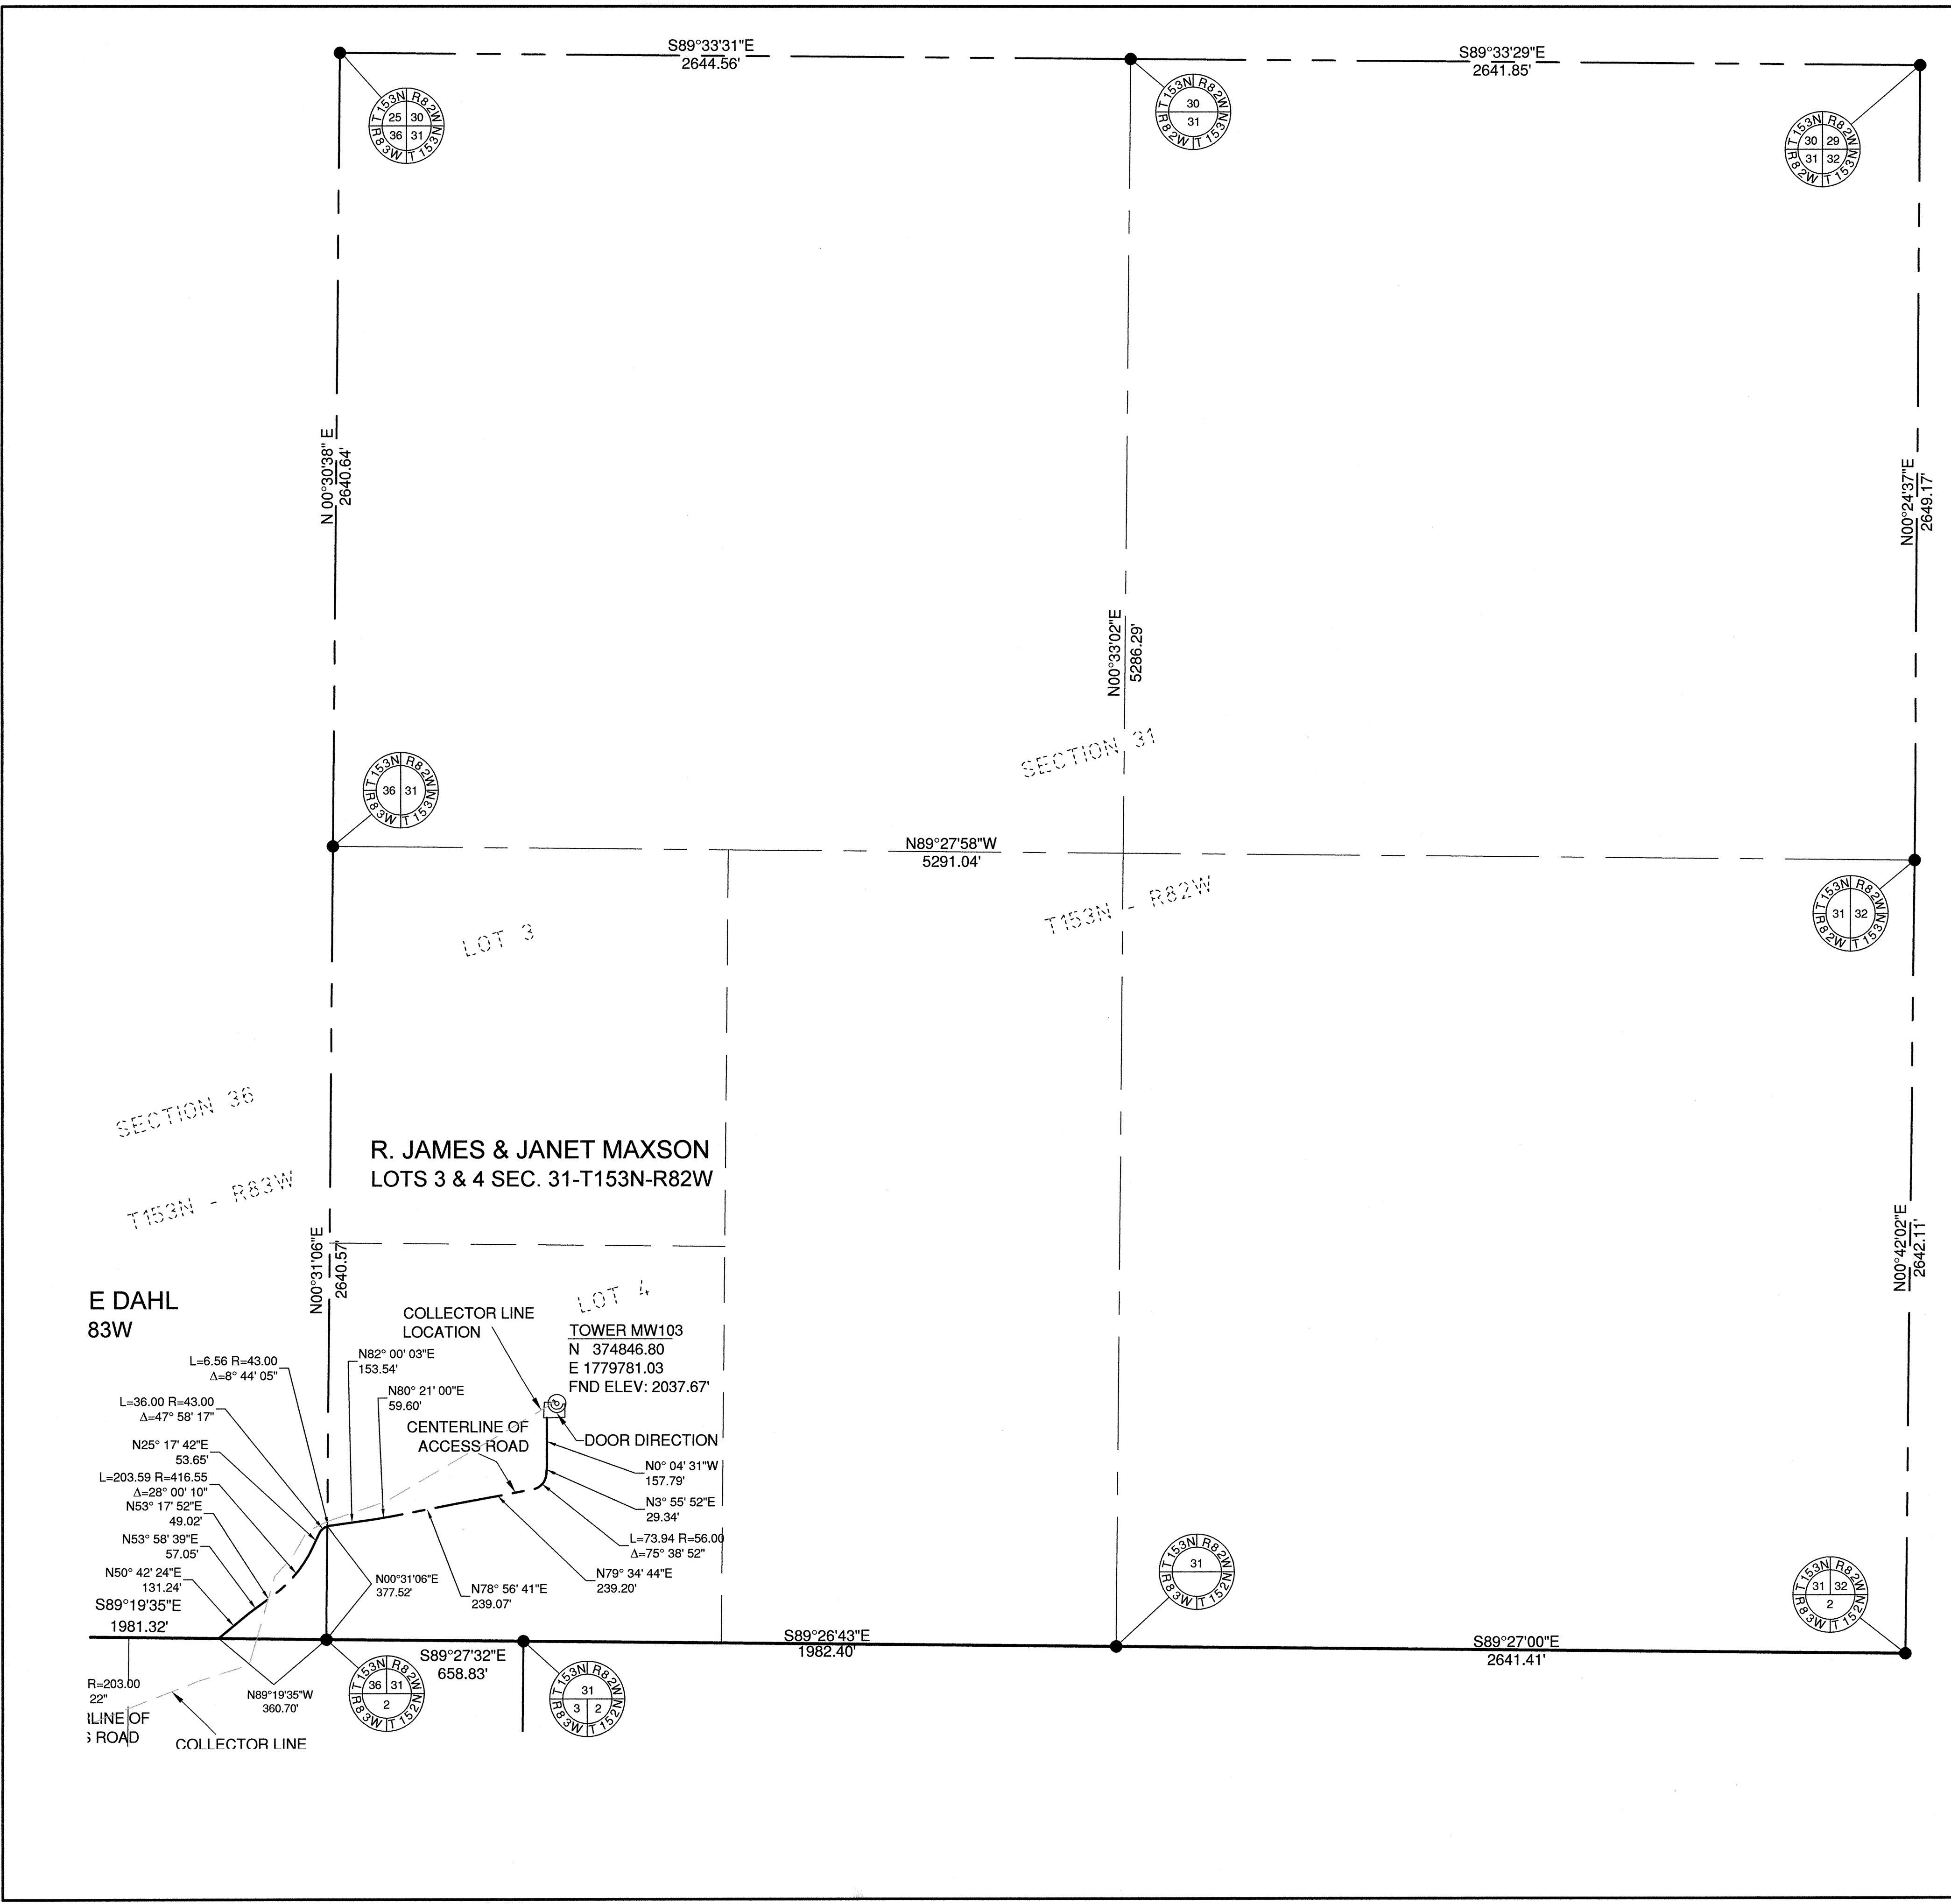 S89°33'31"E
2644.56'
S89°33'29"E
2641.85'
T153N R82W
25 30
36 31
R83W T153N
T153N R82W
30
31
R82W T153N
T153N R82W
30 29
31 32
R82W T153N
N 00°30'38" E
2640.64'
N00°24'37"E
2649.17'
N00°33'02"E
5286.29'
SECTION 31
T153N R82W
36 31
R83W T153N
N89°27'58"W
5291.04'
T153N - R82W
T153N R82W
31 32
R82W T153N
LOT 3
SECTION 36
T153N - R83W
R. JAMES & JANET MAXSON
LOTS 3 & 4 SEC. 31-T153N-R82W
N00°31'06"E
2640.57'
N00°42'02"E
2642.11'
E DAHL
83W
LOT 4
COLLECTOR LINE
LOCATION
TOWER MW103
N 374846.80
E 1779781.03
FND ELEV: 2037.67'
L=6.56 R=43.00
Δ=8° 44' 05"
N82° 00' 03"E
153.54'
N80° 21' 00"E
59.60'
L=36.00 R=43.00
Δ=47° 58' 17"
CENTERLINE OF
ACCESS ROAD
DOOR DIRECTION
N25° 17' 42"E
53.65'
N0° 04' 31"W
157.79'
L=203.59 R=416.55
Δ=28° 00' 10"
N53° 17' 52"E
49.02'
N3° 55' 52"E
29.34'
N53° 58' 39"E
57.05'
L=73.94 R=56.00
Δ=75° 38' 52"
N50° 42' 24"E
131.24'
N00°31'06"E
377.52'
N78° 56' 41"E
239.07'
N79° 34' 44"E
239.20'
T153N R82W
31
R83W T152N
T153N R82W
31 32
2
R83W T152N
S89°19'35"E
1981.32'
S89°27'32"E
658.83'
S89°26'43"E
1982.40'
S89°27'00"E
2641.41'
R=203.00
22"
N89°19'35"W
360.70'
T153N R82W
36 31
2
R83W T152N
T153N R82W
31
3 2
R83W T152N
LINE OF
ROAD
COLLECTOR LINE